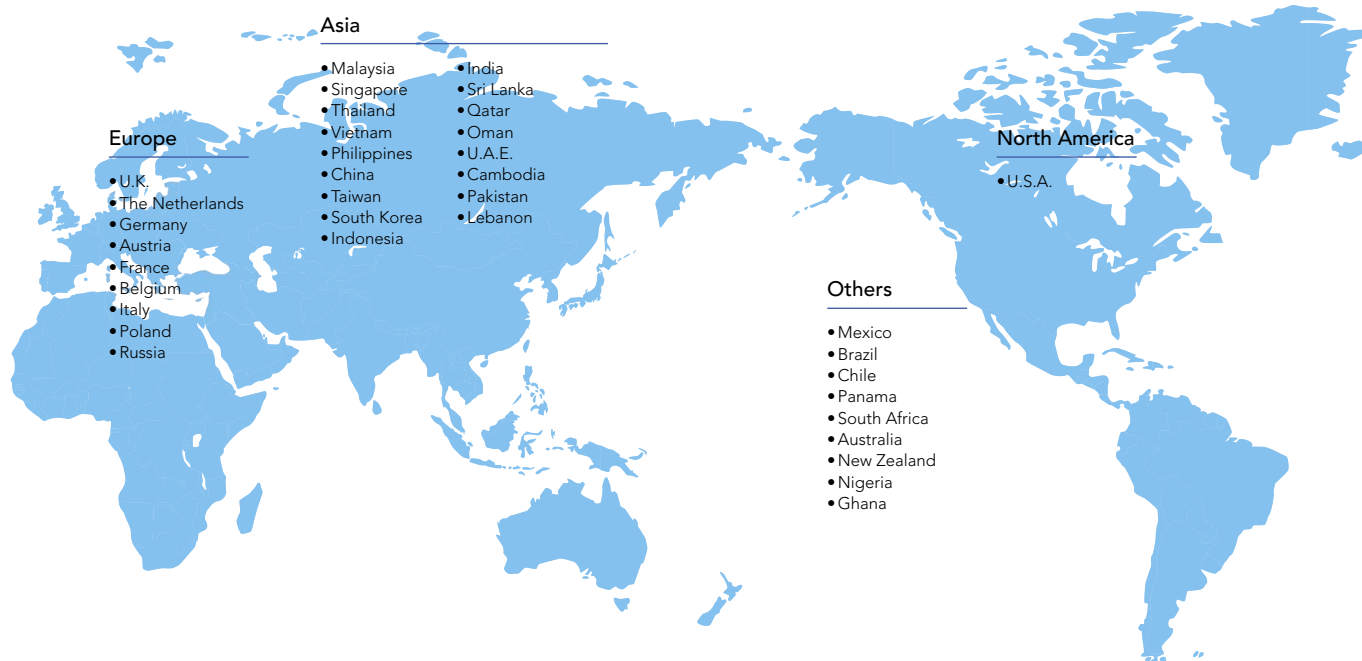 Asia
• Malaysia
• Singapore
• Thailand
• Vietnam
• Philippines
• China
• Taiwan
• South Korea
• Indonesia
• India
• Sri Lanka
• Qatar
• Oman
• U.A.E.
• Cambodia
• Pakistan
• Lebanon
Europe
• U.K.
• The Netherlands
• Germany
• Austria
• France
• Belgium
• Italy
• Poland
• Russia
North America
• U.S.A.
Others
• Mexico
• Brazil
• Chile
• Panama
• South Africa
• Australia
• New Zealand
• Nigeria
• Ghana